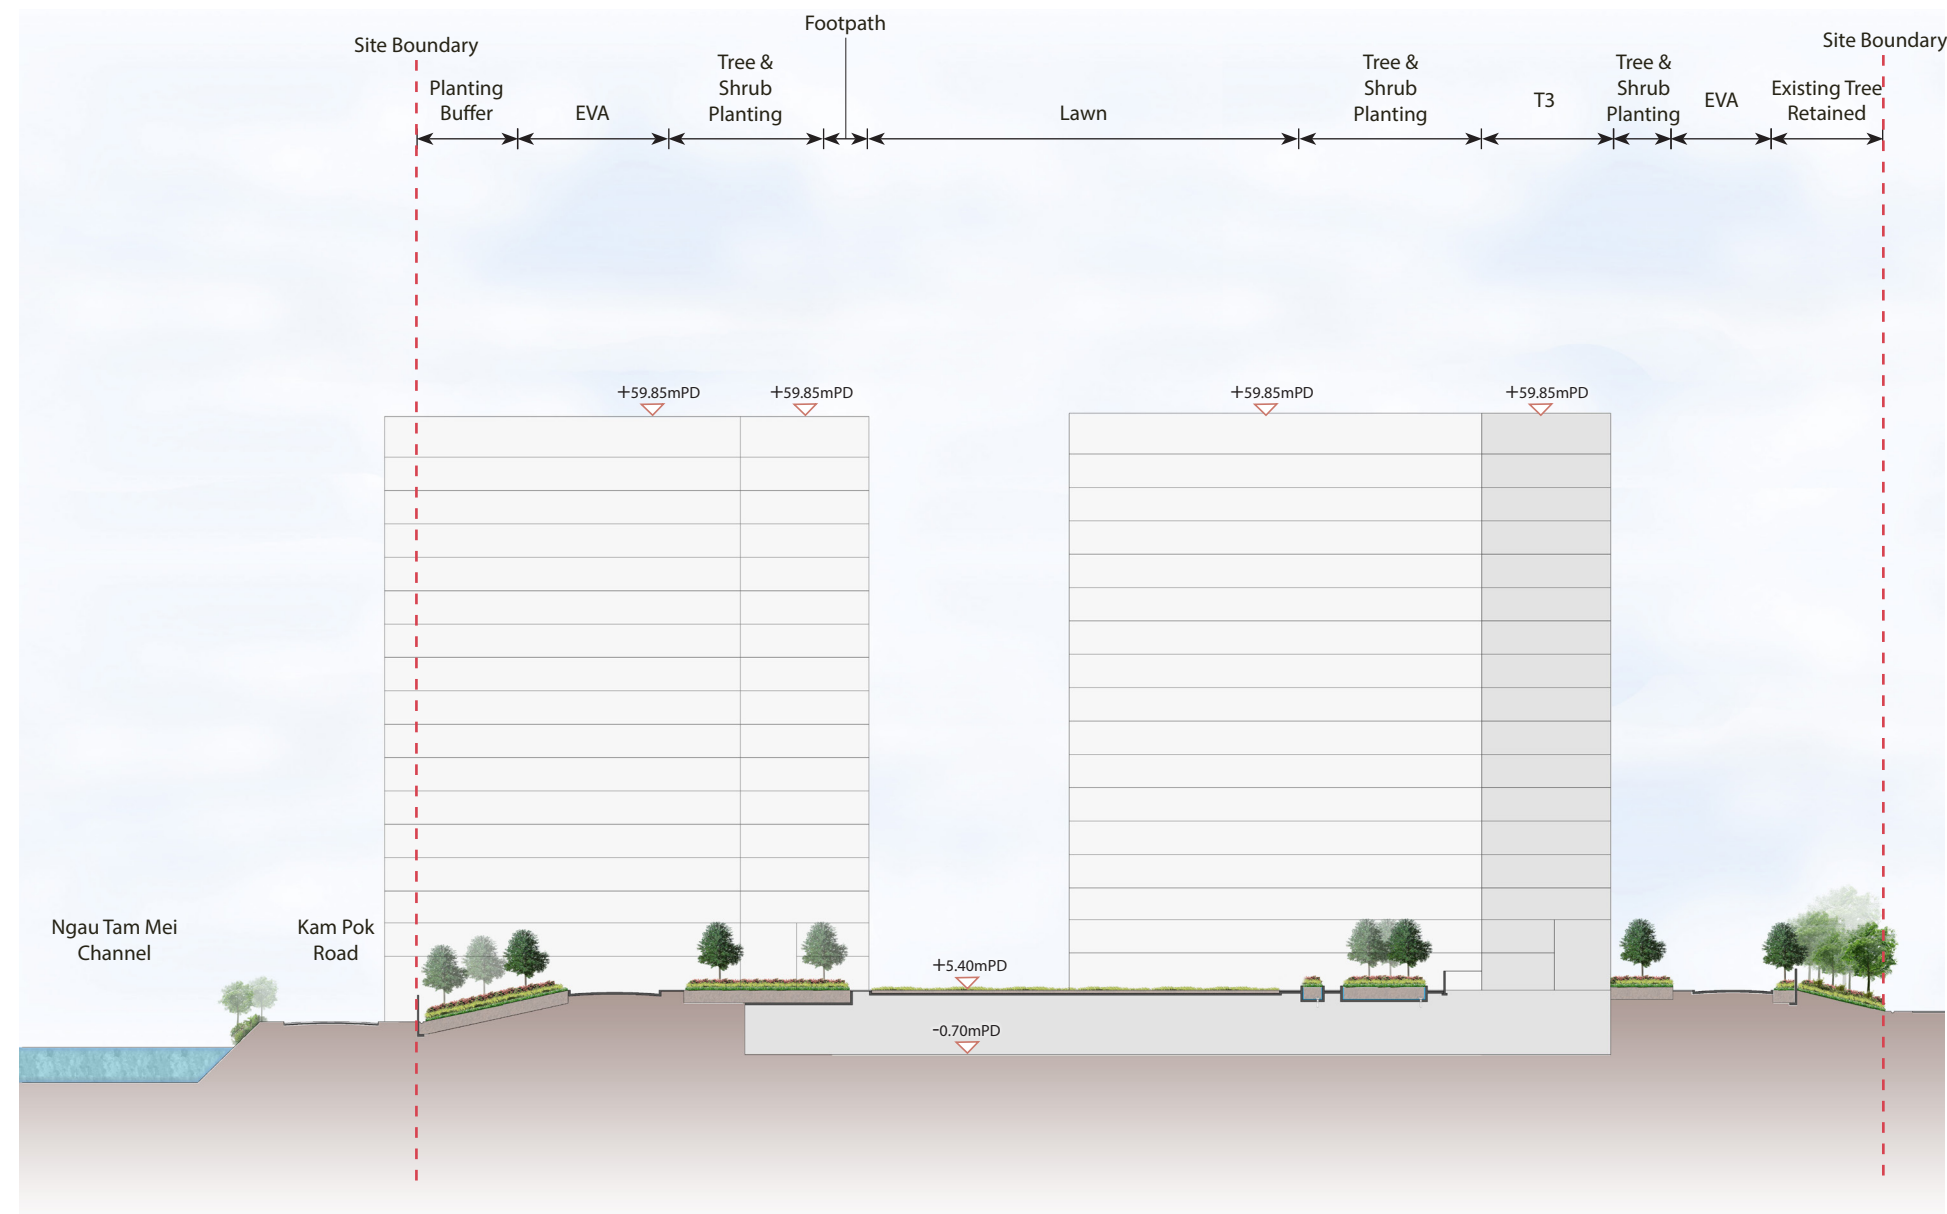 Footpath
Site Boundary
Site Boundary
Planting
Buffer
EVA
Tree &
Shrub
Planting
Lawn
Tree &
Shrub
Planting
T3
Tree &
Shrub
Planting
EVA
Existing Tree
Retained
+59.85mPD
+59.85mPD
+59.85mPD
+59.85mPD
Ngau Tam Mei
Channel
Kam Pok
Road
+5.40mPD
-0.70mPD